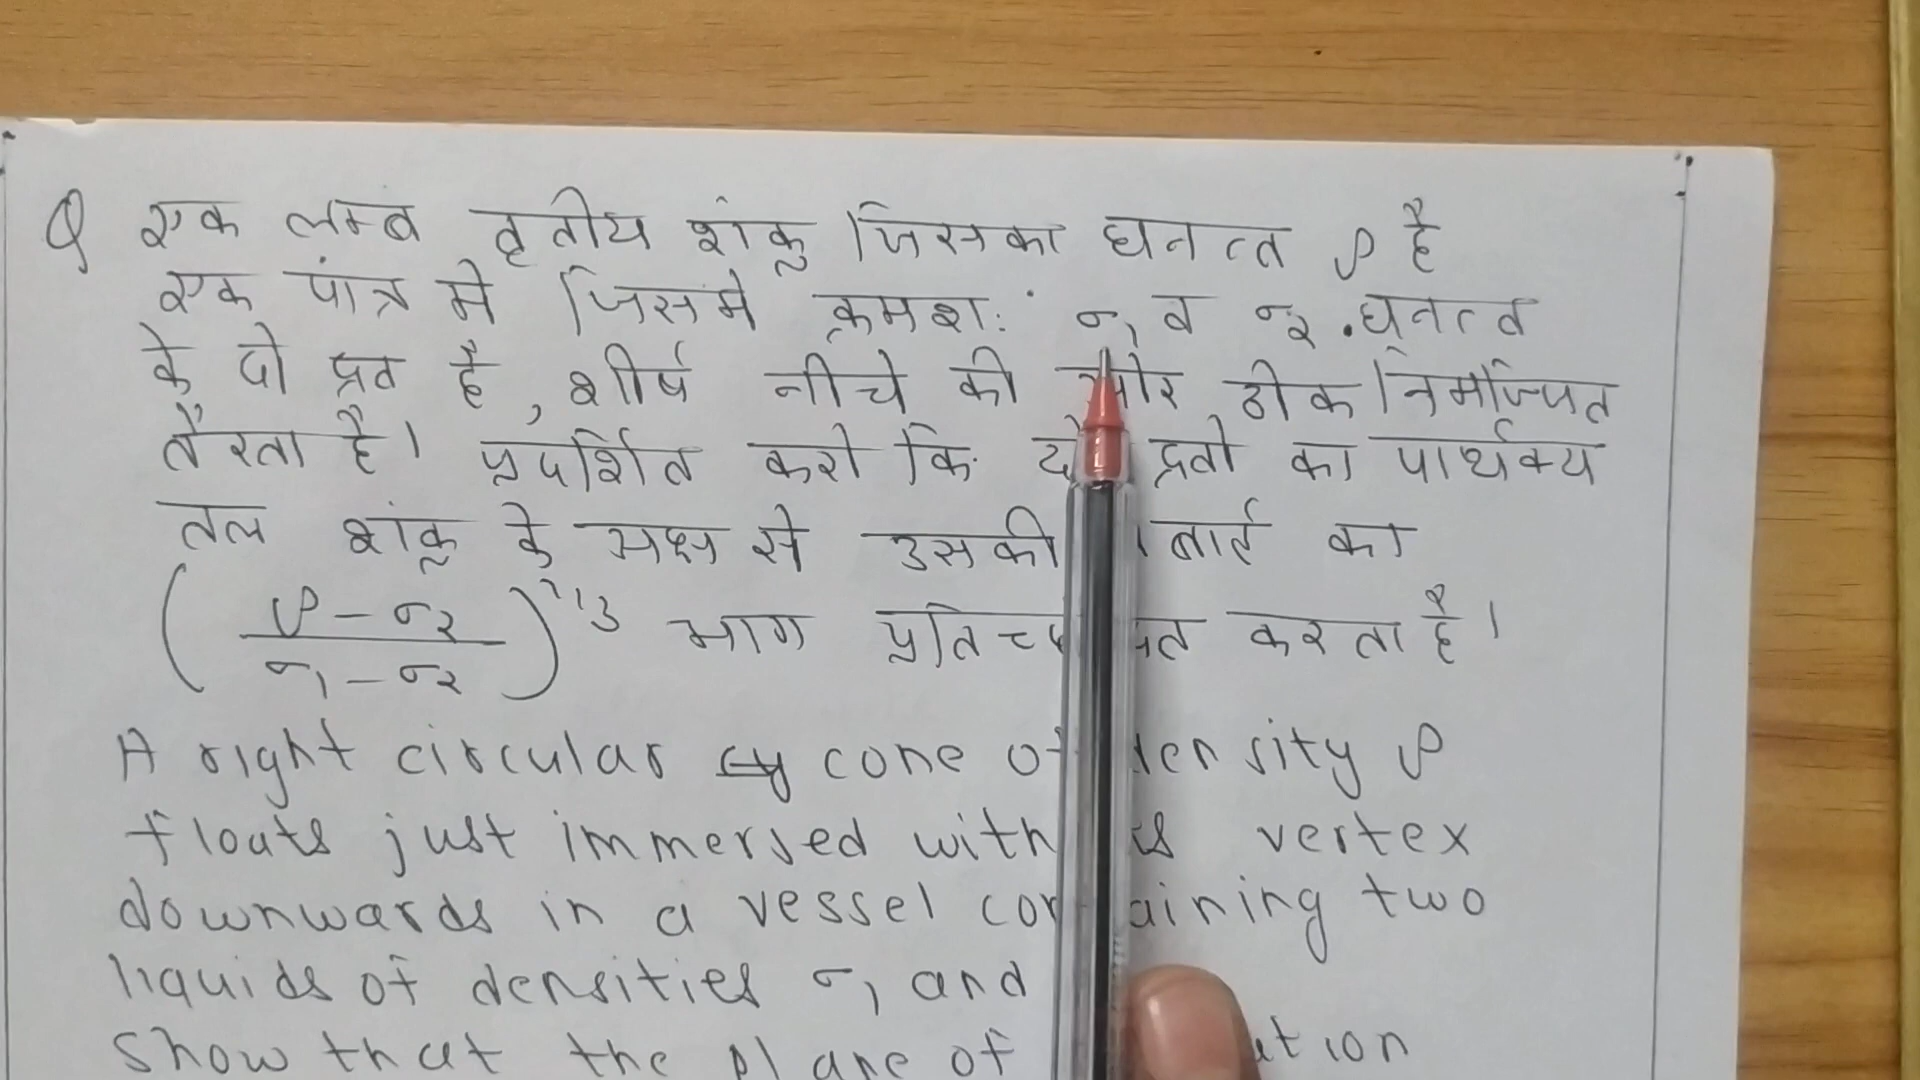 Q एक लम्ब वृतीय शंकु जिसका घनत्त्व ρ है
एक पात्र मे जिसमे क्रमशः σ₁ व σ₂ घनत्व
के दो द्रव है, शीर्ष नीचे की ओर ठीक निमज्जित
तैरता है। प्रदर्शित करो कि द्रवो का पार्थक्य
तल शंकु के अक्ष से उसकी का
(ρ - σ₂ / σ₁ - σ₂)^1/3 भाग करता है।
A right circular cone of density ρ
floats just immersed with vertex
downwards in a vessel containing two
liquids of densities σ₁ and
show that the plane of